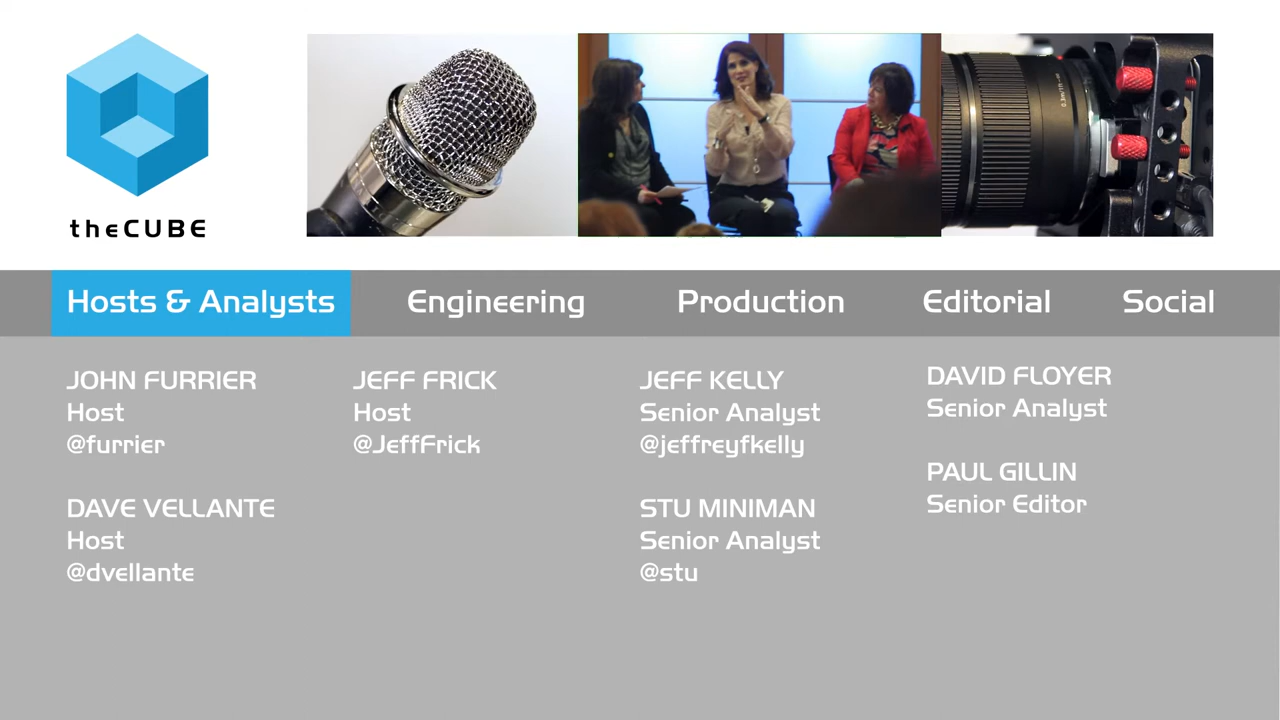 theCUBE
Hosts & Analysts
Engineering
Production
Editorial
Social
JOHN FURRIER
Host
@furrier
DAVE VELLANTE
Host
@dvellante
JEFF FRICK
Host
@JeffFrick
JEFF KELLY
Senior Analyst
@jeffreyfkelly
STU MINIMAN
Senior Analyst
@stu
DAVID FLOYER
Senior Analyst
PAUL GILLIN
Senior Editor